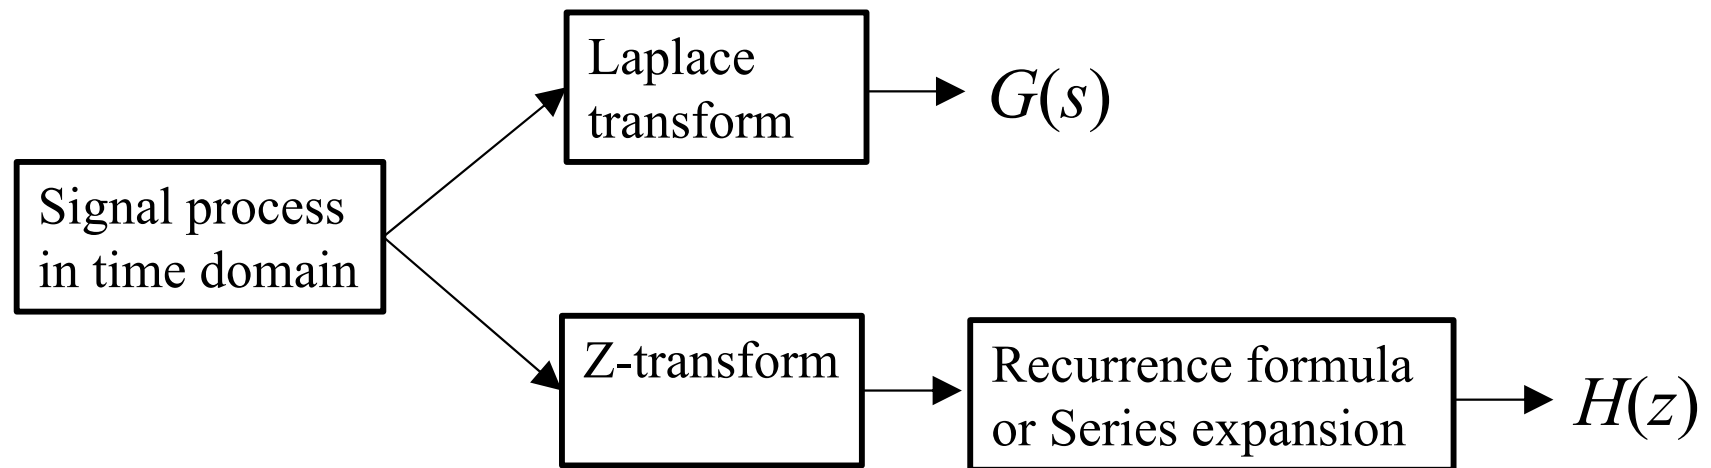 Laplace
transform
G(s)
Signal process
in time domain
Z-transform
Recurrence formula
or Series expansion
H(z)